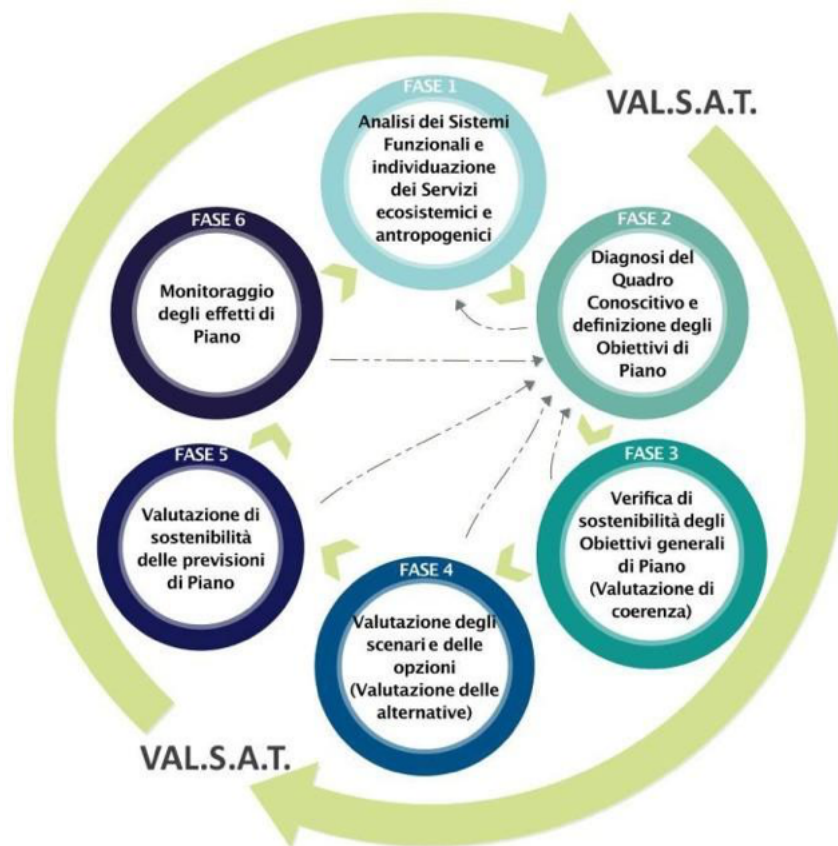 VAL.S.A.T.
FASE 1
Analisi dei Sistemi
Funzionali e
individuazione
dei Servizi
ecosistemici e
antropogenici
FASE 2
Diagnosi del
Quadro
Conoscitivo e
definizione degli
Obiettivi di
Piano
FASE 3
Verifica di
sostenibilità degli
Obiettivi generali
di Piano
(Valutazione di
coerenza)
FASE 4
Valutazione degli
scenari e delle
opzioni
(Valutazione delle
alternative)
FASE 5
Valutazione di
sostenibilità
delle previsioni
di Piano
FASE 6
Monitoraggio
degli effetti di
Piano
VAL.S.A.T.